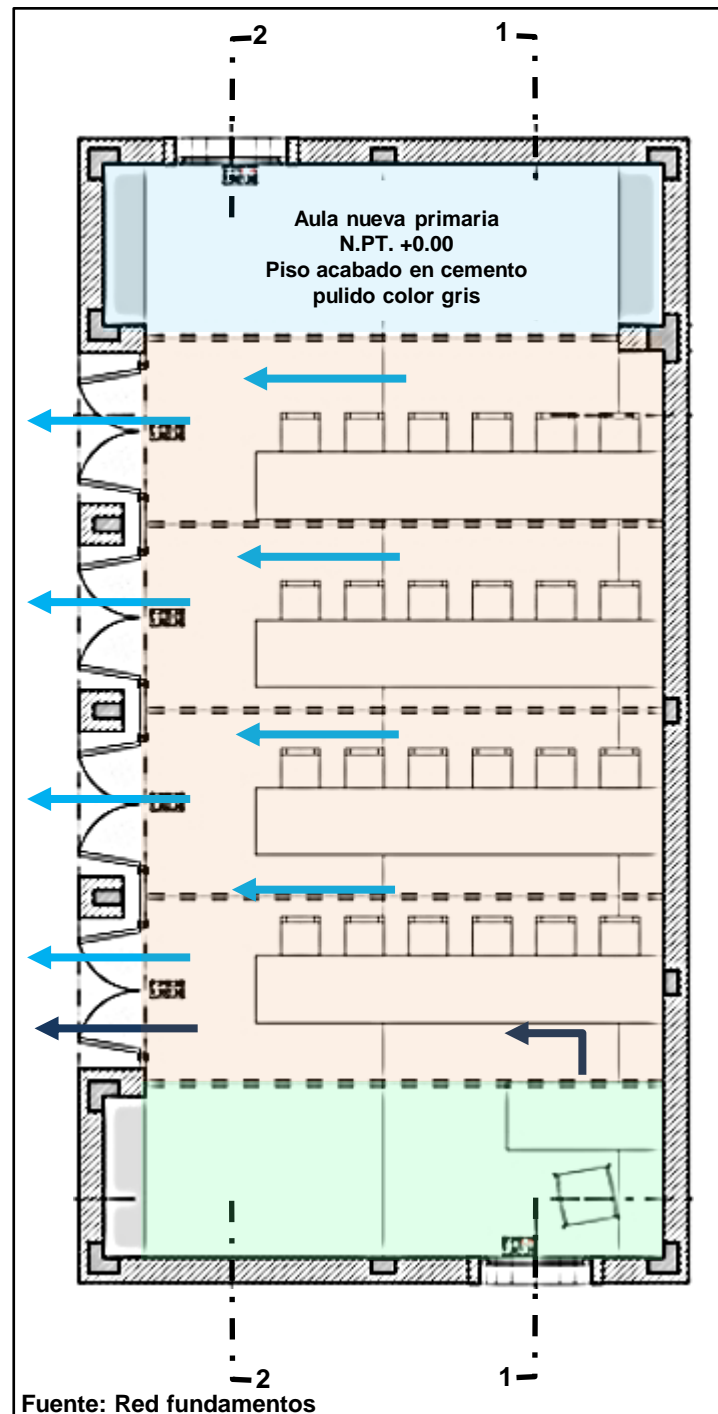 2 1
Aula nueva primaria
N.PT. +0.00
Piso acabado en cemento
pulido color gris
2 1
Fuente: Red fundamentos